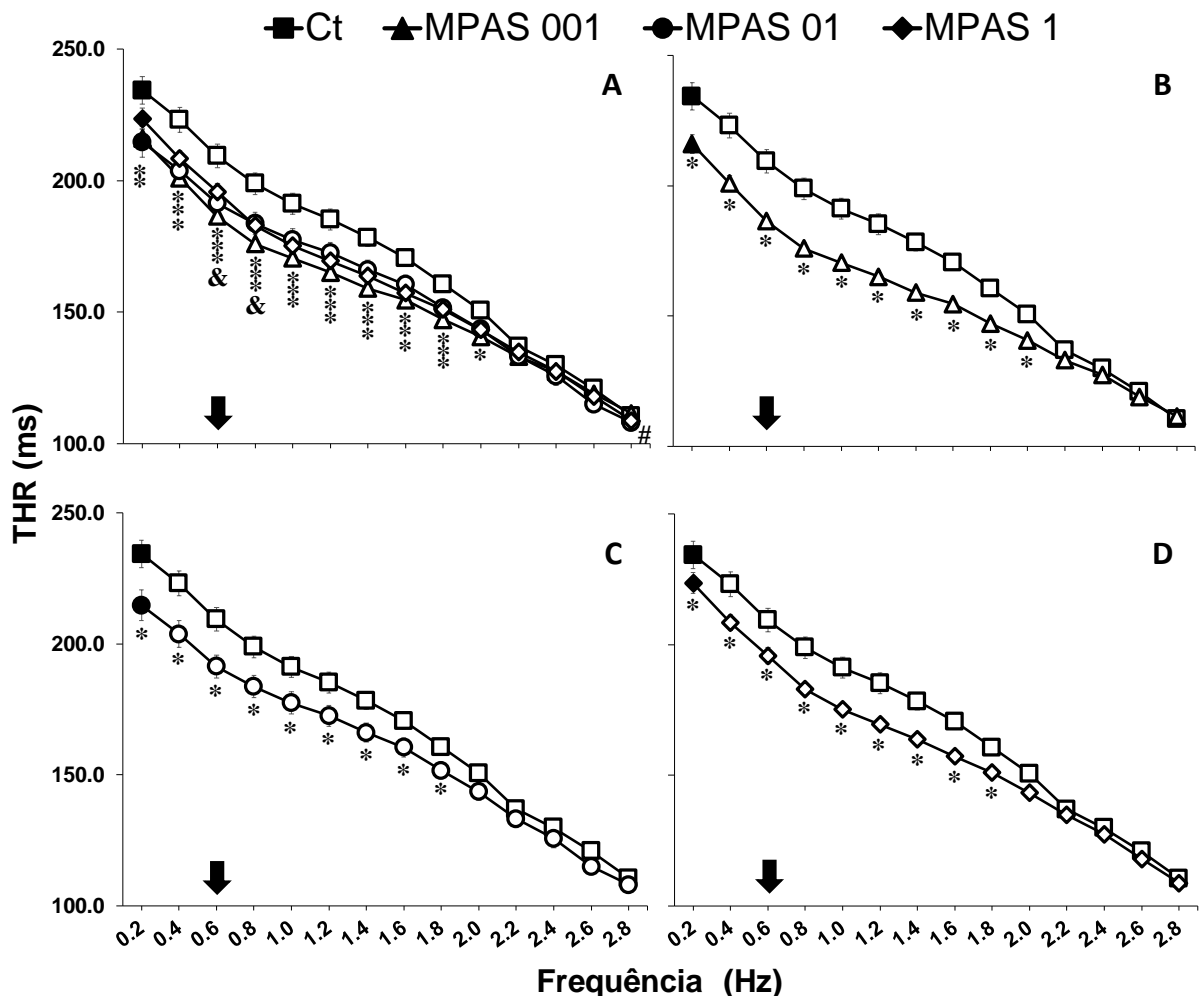 Ct MPAS 001 MPAS 01 MPAS 1
250.0
200.0
150.0
100.0
A
**
***
***
&
***
&
***
***
***
***
***
*
#
B
* * * * * * * * * *
THR (ms)
250.0
200.0
150.0
100.0
C
* * * * * * * * *
0.2 0.4 0.6 0.8 1.0 1.2 1.4 1.6 1.8 2.0 2.2 2.4 2.6 2.8
D
* * * * * * * * *
0.2 0.4 0.6 0.8 1.0 1.2 1.4 1.6 1.8 2.0 2.2 2.4 2.6 2.8
Frequência (Hz)